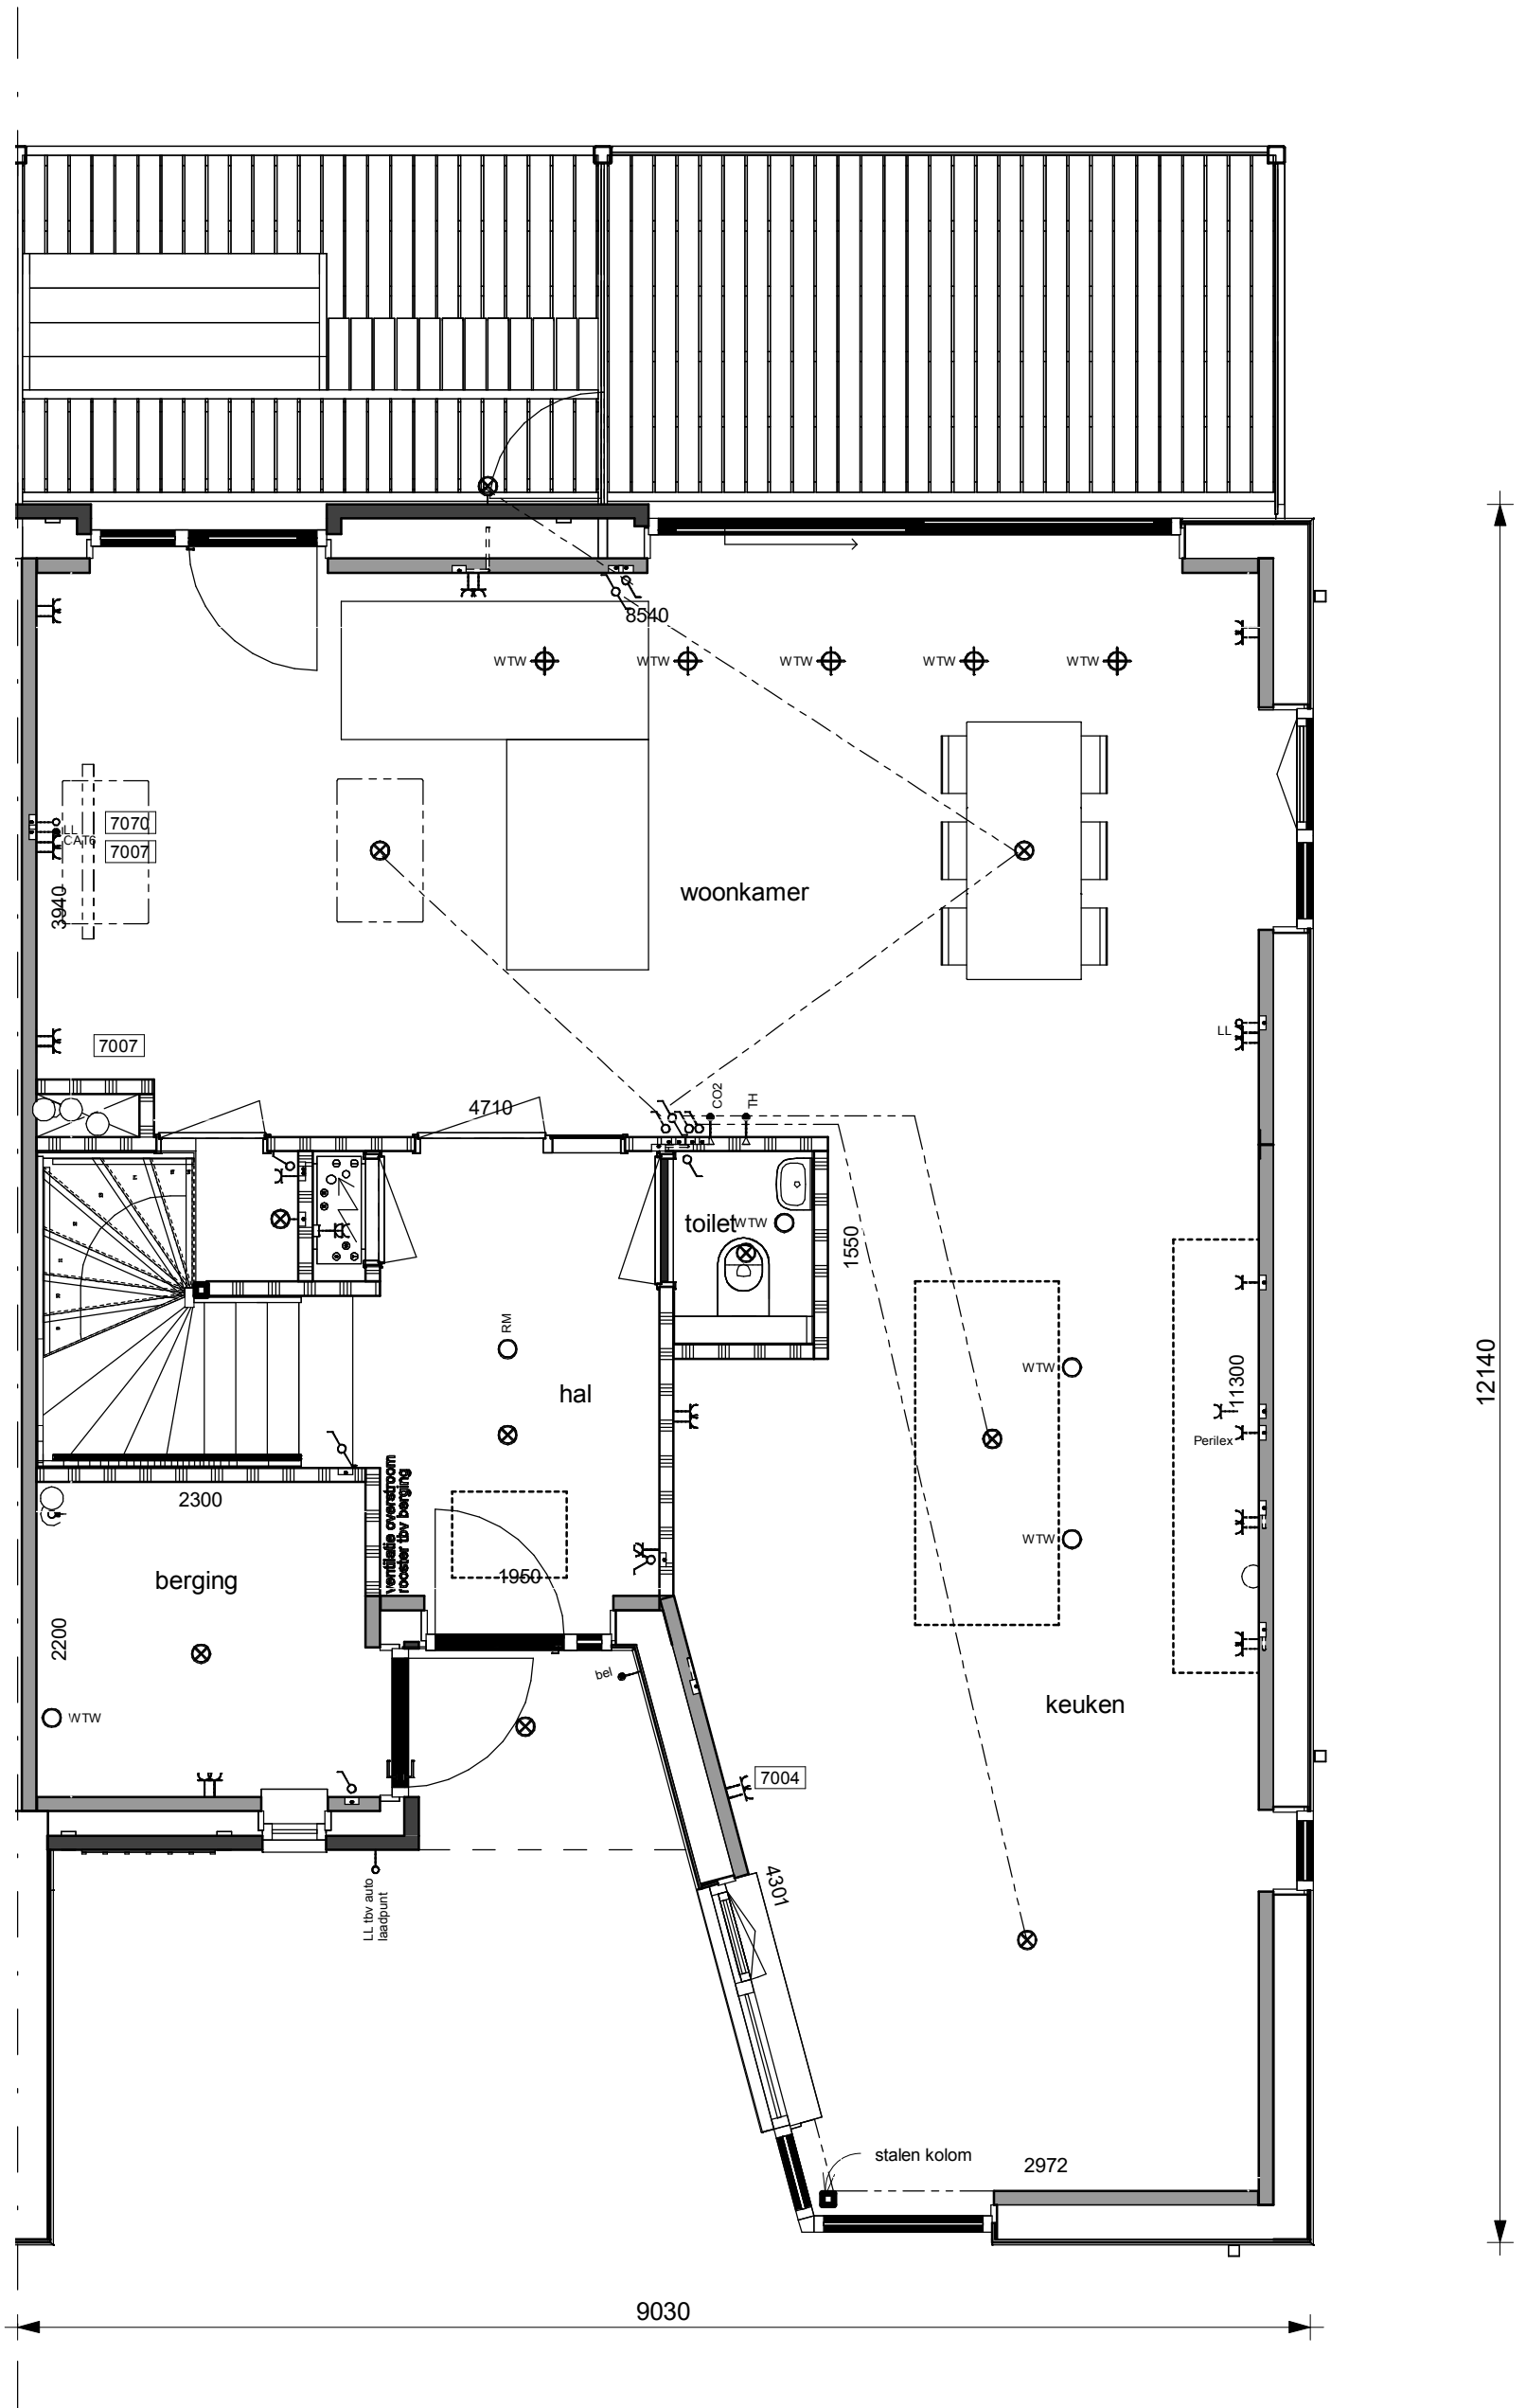 8540
WTW
WTW
WTW
WTW
WTW
7070
LL
CAT6
7007
3940
woonkamer
7007
LL
4710
CO2
TH
toilet
WTW
1550
RM
WTW
11300
12140
hal
Perilex
ventilatie overstroom
rooster tbv berging
2300
WTW
1950
berging
2200
bel
keuken
WTW
7004
4301
LL tbv auto
laadpunt
stalen kolom
2972
9030